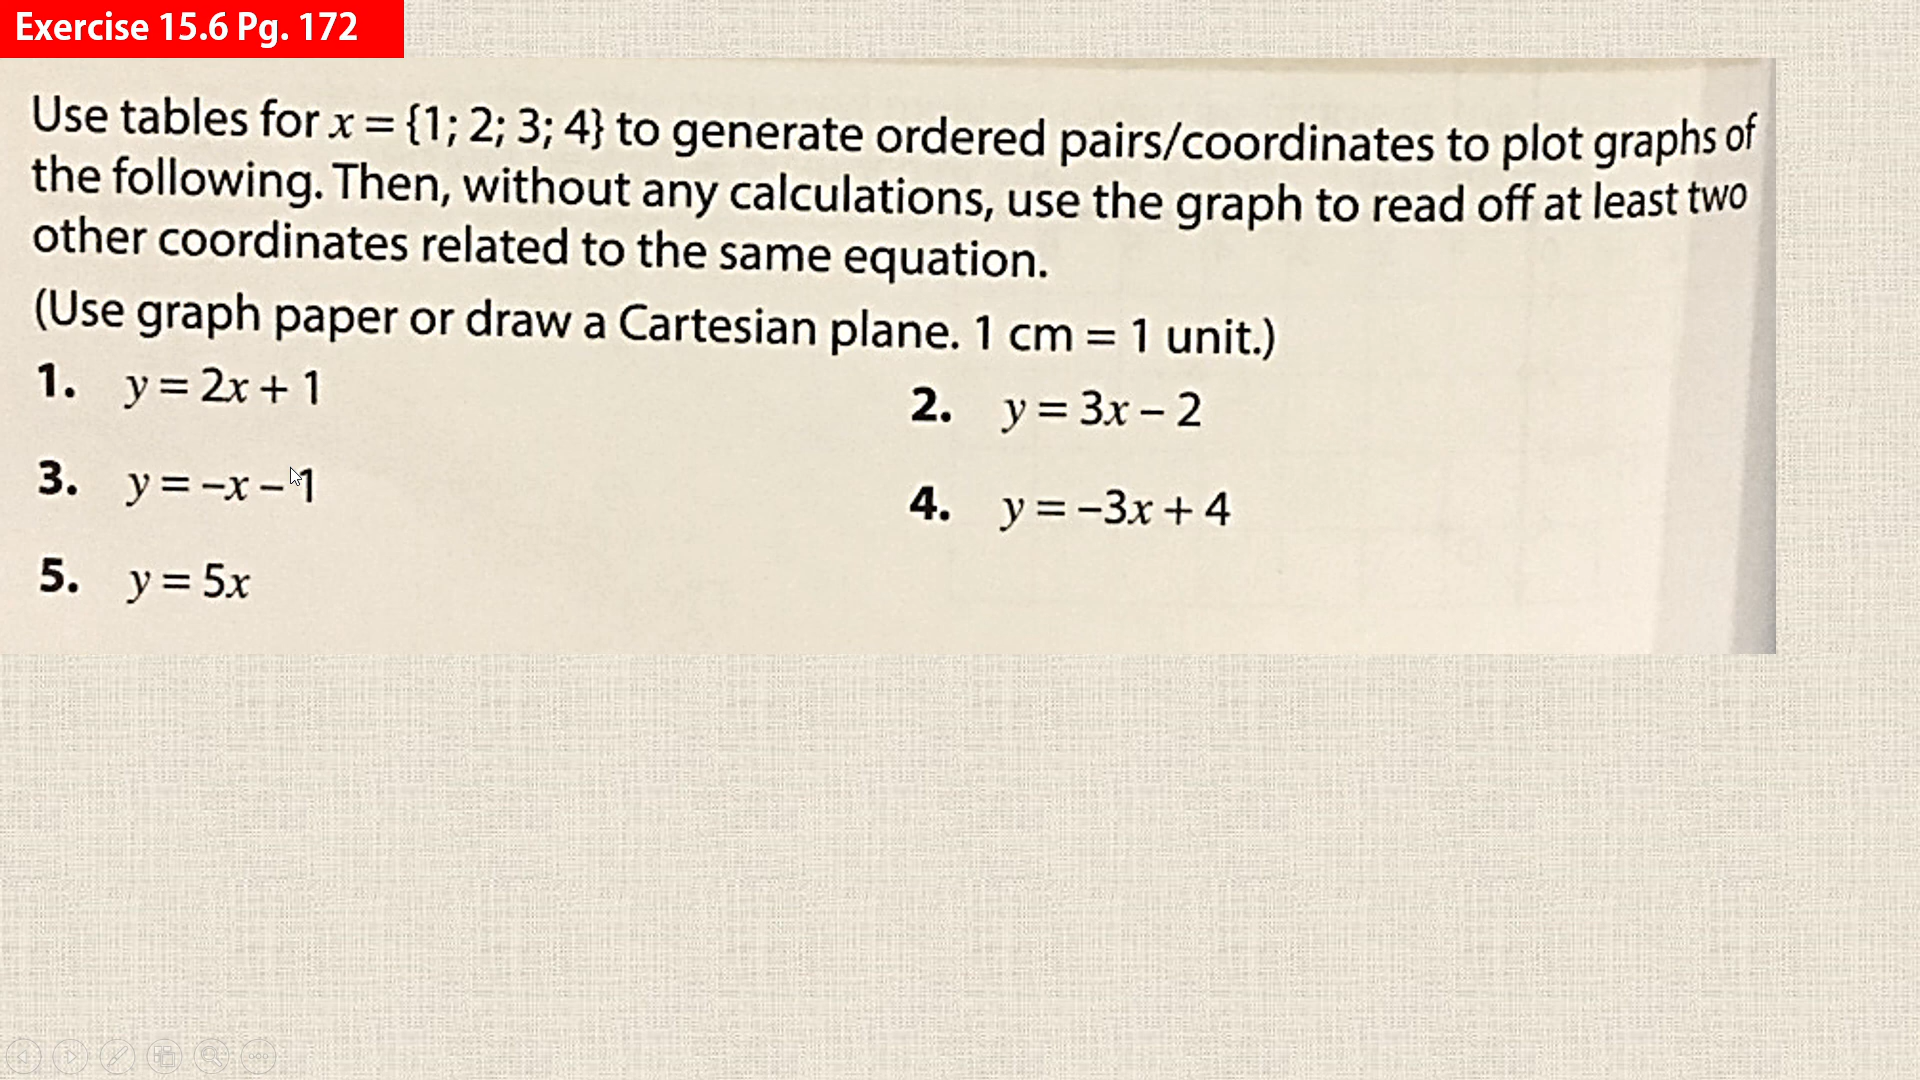 Exercise 15.6 Pg. 172
Use tables for x = {1; 2; 3; 4} to generate ordered pairs/coordinates to plot graphs of
the following. Then, without any calculations, use the graph to read off at least two
other coordinates related to the same equation.
(Use graph paper or draw a Cartesian plane. 1 cm = 1 unit.)
1. y = 2x + 1
2. y = 3x – 2
3. y = –x – 1
4. y = –3x + 4
5. y = 5x